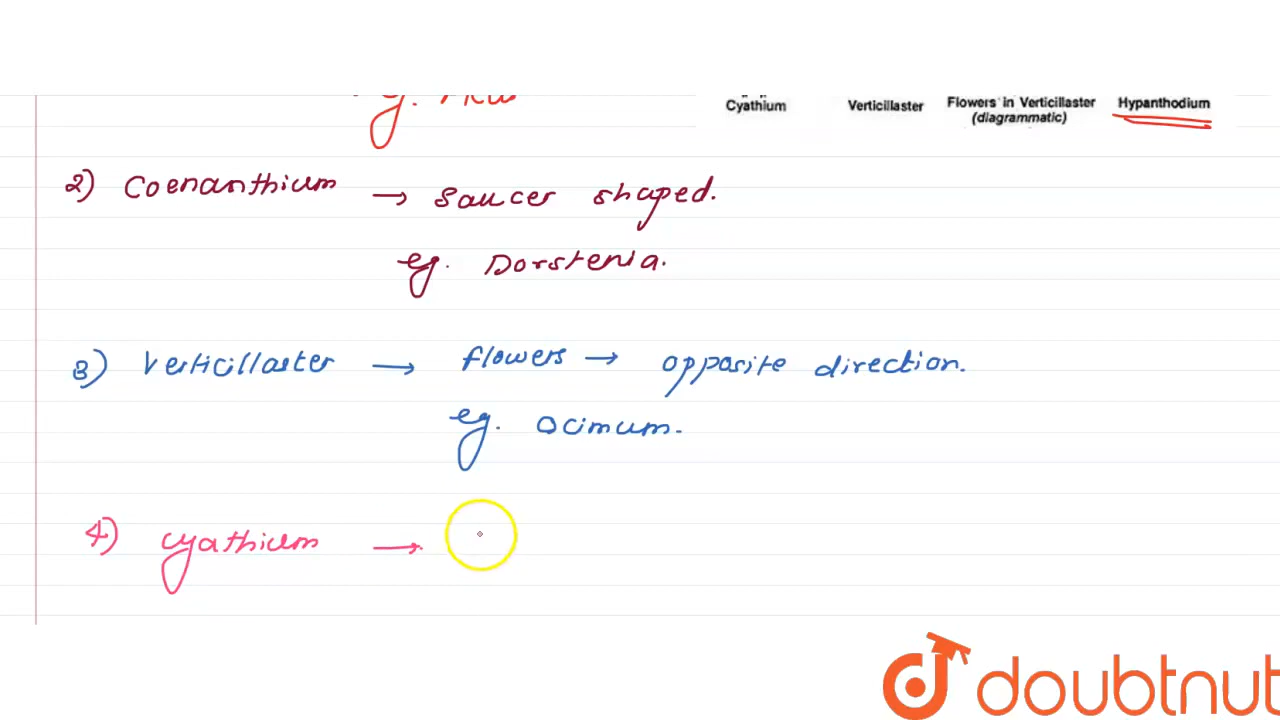 eg.
Cyathium Verticillaster Flowers in Verticillaster Hypanthodium
(diagrammatic)
2) Coenanthium → saucer shaped.
eg. Dorstenia.
3) Verticillaster → flowers → opposite direction.
eg. Ocimum.
4) cyathium →
doubtnut